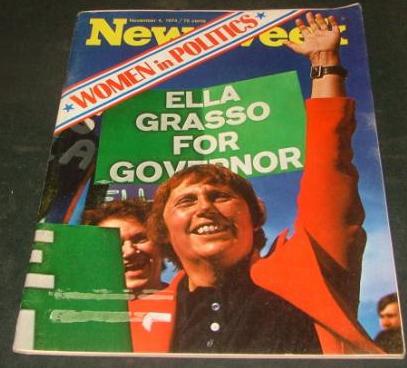 November 4, 1974 / 75 cents
Newsweek
★WOMEN in POLITICS★
ELLA
GRASSO
FOR
GOVERNOR